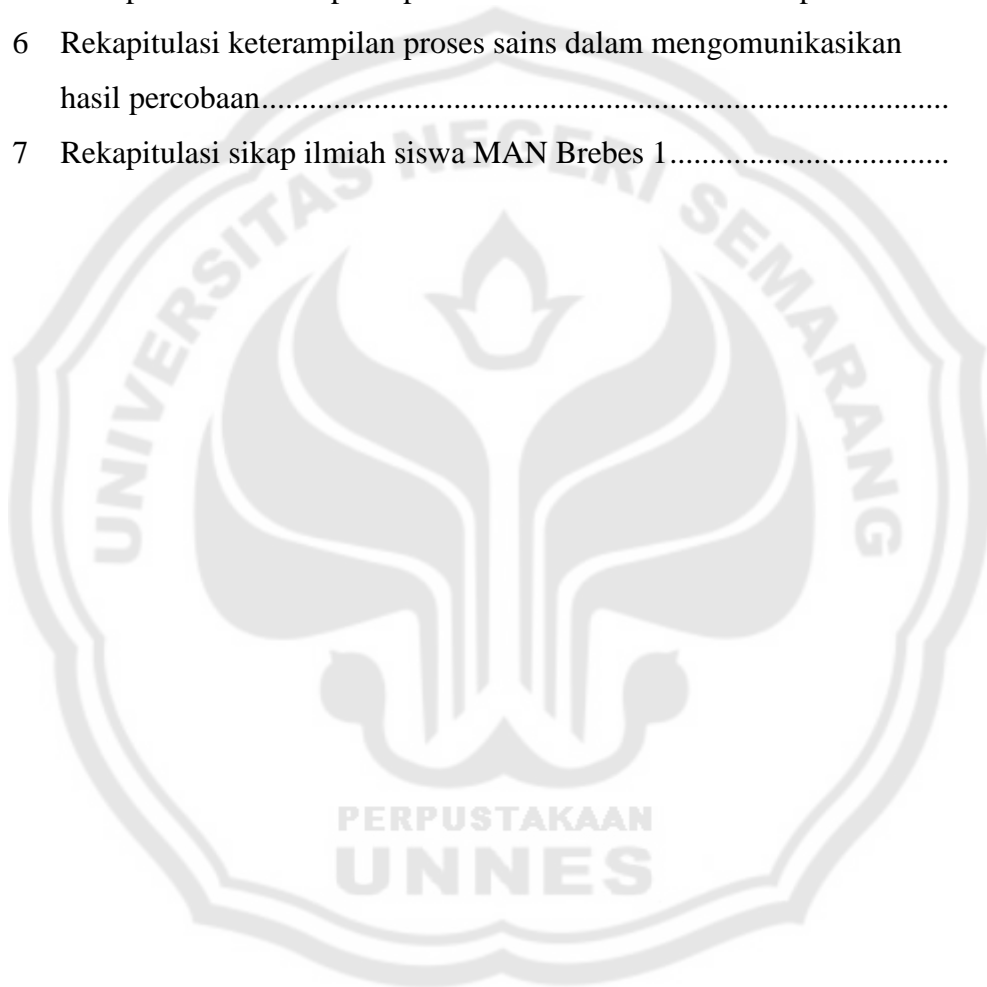 6 Rekapitulasi keterampilan proses sains dalam mengomunikasikan
hasil percobaan.....................................................................................
7 Rekapitulasi sikap ilmiah siswa MAN Brebes 1..................................
UNIVERSITAS NEGERI SEMARANG
PERPUSTAKAAN
UNNES